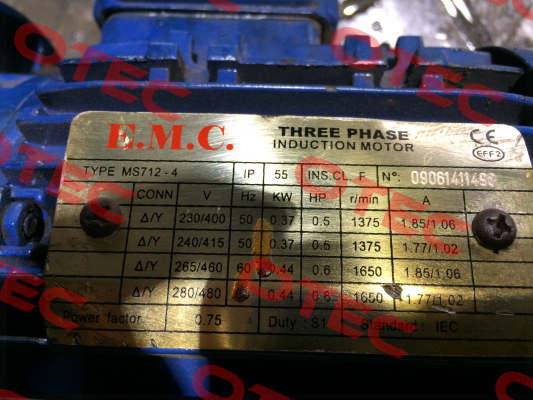 E.M.C. THREE PHASE INDUCTION MOTOR CE EFF2
TYPE MS712-4 IP 55 INS.CL. F. Nº:
CONN V Hz KW HP r/min A
Δ/Y 230/400 50 0.37 0.5 1375 1.85/1.06
Δ/Y 240/415 50 0.37 0.5 1375 1.77/1.02
Δ/Y 265/460 60 0.44 0.6 1650 1.85/1.06
Δ/Y 280/480 0.44 0.6 1650 1.77/1.02
Power factor 0.75 Duty: S1 Standard: IEC
OTEC